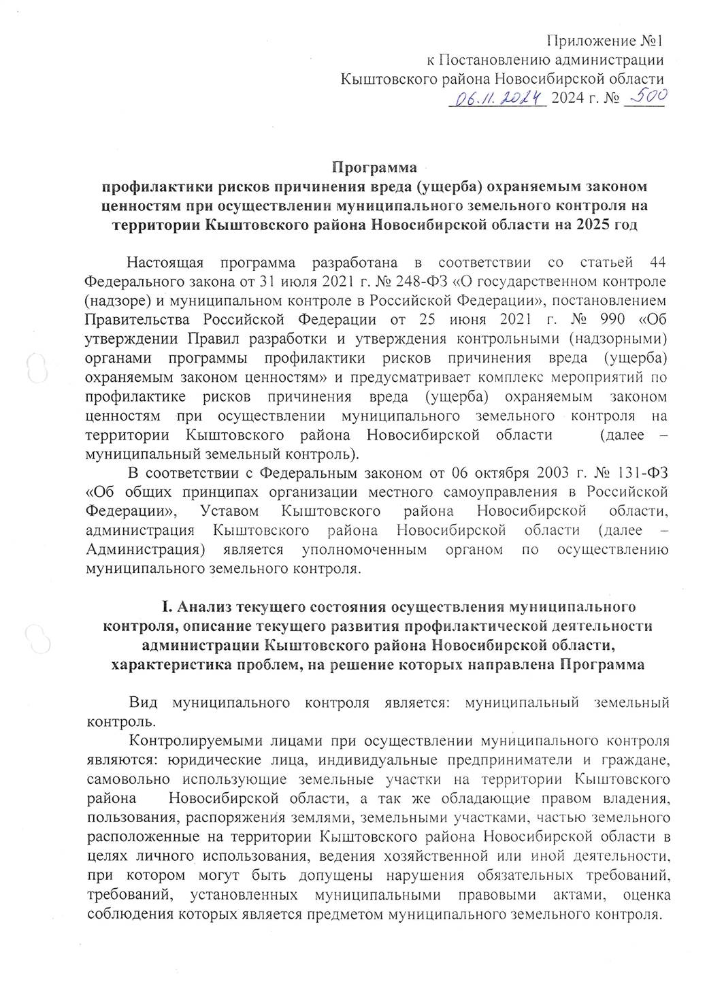 Приложение №1
к Постановлению администрации
Кыштовского района Новосибирской области
06.11.2024 2024 г. № 500
Программа
профилактики рисков причинения вреда (ущерба) охраняемым законом
ценностям при осуществлении муниципального земельного контроля на
территории Кыштовского района Новосибирской области на 2025 год
Настоящая программа разработана в соответствии со статьей 44
Федерального закона от 31 июля 2021 г. № 248-ФЗ «О государственном контроле
(надзоре) и муниципальном контроле в Российской Федерации», постановлением
Правительства Российской Федерации от 25 июня 2021 г. № 990 «Об
утверждении Правил разработки и утверждения контрольными (надзорными)
органами программы профилактики рисков причинения вреда (ущерба)
охраняемым законом ценностям» и предусматривает комплекс мероприятий по
профилактике рисков причинения вреда (ущерба) охраняемым законом
ценностям при осуществлении муниципального земельного контроля на
территории Кыштовского района Новосибирской области (далее –
муниципальный земельный контроль).
В соответствии с Федеральным законом от 06 октября 2003 г. № 131-ФЗ
«Об общих принципах организации местного самоуправления в Российской
Федерации», Уставом Кыштовского района Новосибирской области,
администрация Кыштовского района Новосибирской области (далее –
Администрация) является уполномоченным органом по осуществлению
муниципального земельного контроля.
I. Анализ текущего состояния осуществления муниципального
контроля, описание текущего развития профилактической деятельности
администрации Кыштовского района Новосибирской области,
характеристика проблем, на решение которых направлена Программа
Вид муниципального контроля является: муниципальный земельный
контроль.
Контролируемыми лицами при осуществлении муниципального контроля
являются: юридические лица, индивидуальные предприниматели и граждане,
самовольно использующие земельные участки на территории Кыштовского
района Новосибирской области, а так же обладающие правом владения,
пользования, распоряжения землями, земельными участками, частью земельного
расположенные на территории Кыштовского района Новосибирской области в
целях личного использования, ведения хозяйственной или иной деятельности,
при котором могут быть допущены нарушения обязательных требований,
требований, установленных муниципальными правовыми актами, оценка
соблюдения которых является предметом муниципального земельного контроля.